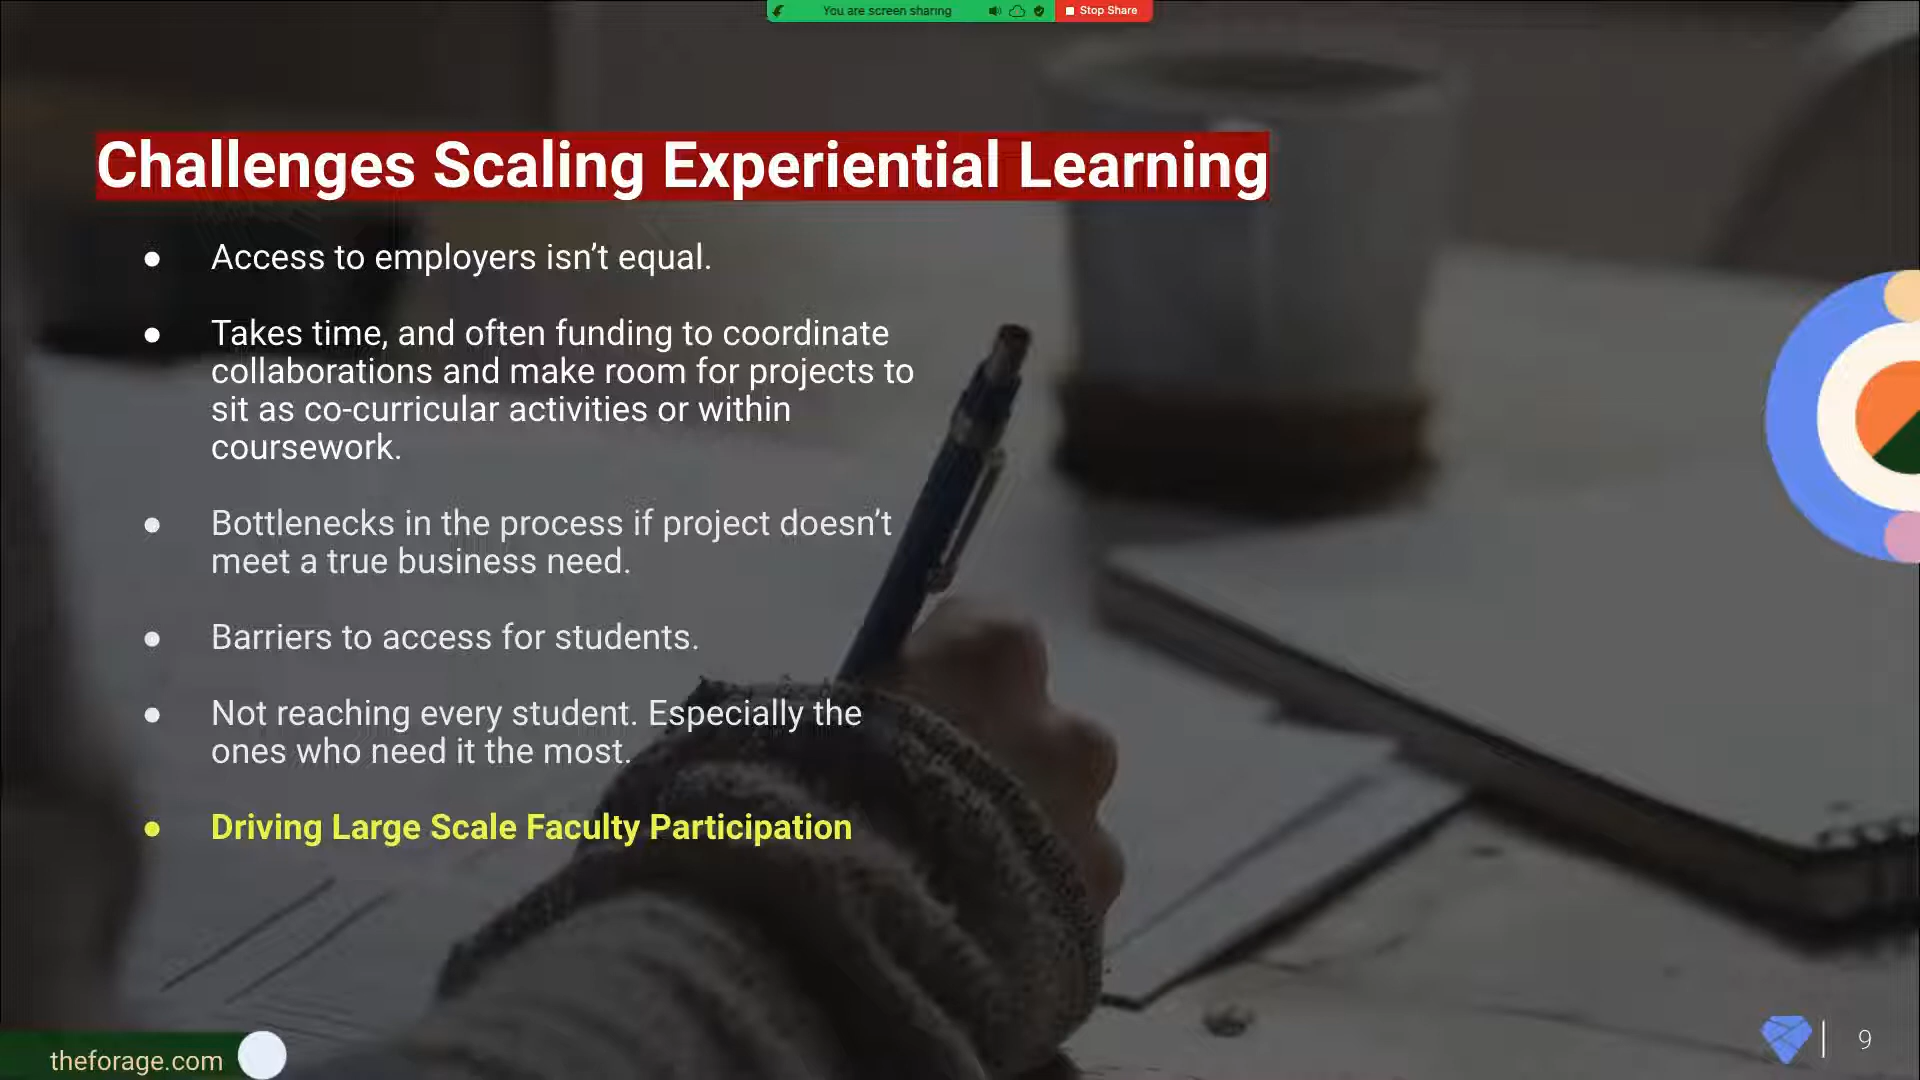 You are screen sharing
Stop Share
Challenges Scaling Experiential Learning
● Access to employers isn’t equal.
● Takes time, and often funding to coordinate
collaborations and make room for projects to
sit as co-curricular activities or within
coursework.
● Bottlenecks in the process if project doesn’t
meet a true business need.
● Barriers to access for students.
● Not reaching every student. Especially the
ones who need it the most.
● Driving Large Scale Faculty Participation
theforage.com
9